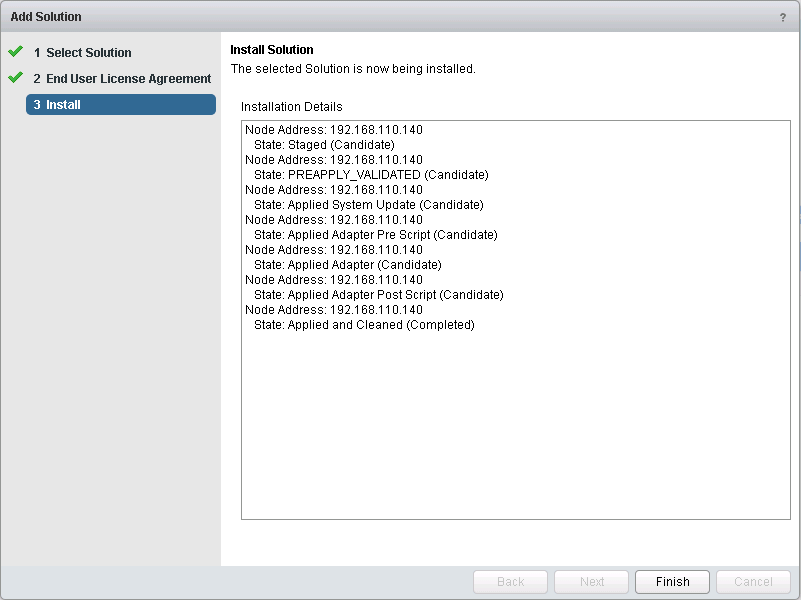 Add Solution
?
1 Select Solution
2 End User License Agreement
3 Install
Install Solution
The selected Solution is now being installed.
Installation Details
Node Address: 192.168.110.140
State: Staged (Candidate)
Node Address: 192.168.110.140
State: PREAPPLY_VALIDATED (Candidate)
Node Address: 192.168.110.140
State: Applied System Update (Candidate)
Node Address: 192.168.110.140
State: Applied Adapter Pre Script (Candidate)
Node Address: 192.168.110.140
State: Applied Adapter (Candidate)
Node Address: 192.168.110.140
State: Applied Adapter Post Script (Candidate)
Node Address: 192.168.110.140
State: Applied and Cleaned (Completed)
Back Next Finish Cancel